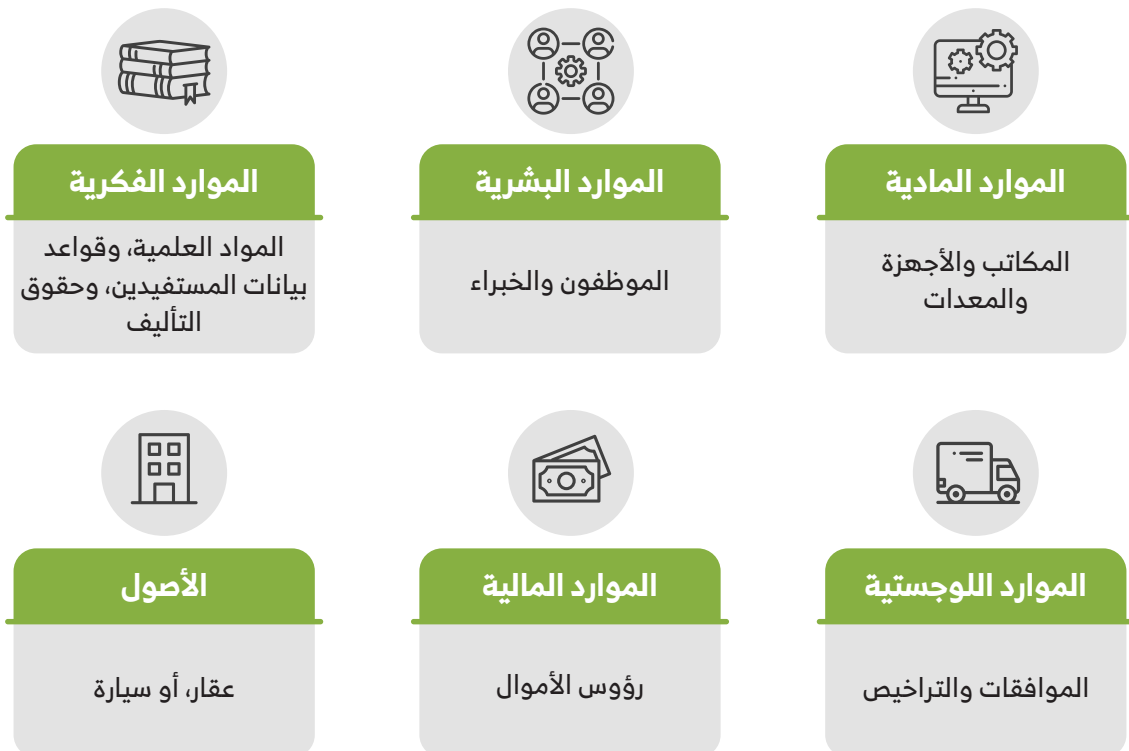 الموارد المادية
المكاتب والأجهزة
والمعدات
الموارد البشرية
الموظفون والخبراء
الموارد الفكرية
المواد العلمية، وقواعد
بيانات المستفيدين، وحقوق
التأليف
الموارد اللوجستية
الموافقات والتراخيص
الموارد المالية
رؤوس الأموال
الأصول
عقار، أو سيارة